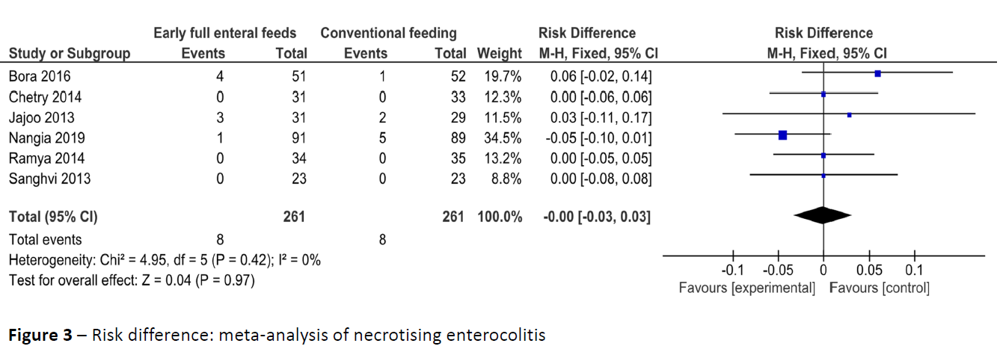 Early full enteral feeds Conventional feeding Risk Difference Risk Difference
Study or Subgroup Events Total Events Total Weight M-H, Fixed, 95% CI M-H, Fixed, 95% CI
Bora 2016 4 51 1 52 19.7% 0.06 [-0.02, 0.14]
Chetry 2014 0 31 0 33 12.3% 0.00 [-0.06, 0.06]
Jajoo 2013 3 31 2 29 11.5% 0.03 [-0.11, 0.17]
Nangia 2019 1 91 5 89 34.5% -0.05 [-0.10, 0.01]
Ramya 2014 0 34 0 35 13.2% 0.00 [-0.05, 0.05]
Sanghvi 2013 0 23 0 23 8.8% 0.00 [-0.08, 0.08]
Total (95% CI) 261 261 100.0% -0.00 [-0.03, 0.03]
Total events 8 8
Heterogeneity: Chi² = 4.95, df = 5 (P = 0.42); I² = 0%
Test for overall effect: Z = 0.04 (P = 0.97)
-0.1 -0.05 0 0.05 0.1
Favours [experimental] Favours [control]
Figure 3 – Risk difference: meta-analysis of necrotising enterocolitis